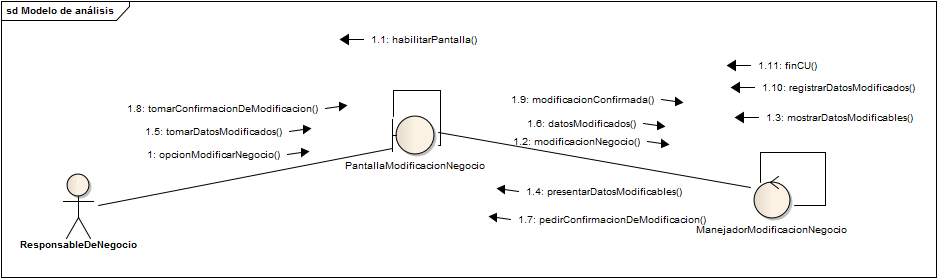 sd Modelo de análisis
1.1: habilitarPantalla()
1.11: finCU()
1.10: registrarDatosModificados()
1.8: tomarConfirmacionDeModificacion()
1.9: modificacionConfirmada()
1.3: mostrarDatosModificables()
1.5: tomarDatosModificados()
1.6: datosModificados()
1: opcionModificarNegocio()
1.2: modificacionNegocio()
PantallaModificacionNegocio
1.4: presentarDatosModificables()
1.7: pedirConfirmacionDeModificacion()
ManejadorModificacionNegocio
ResponsableDeNegocio